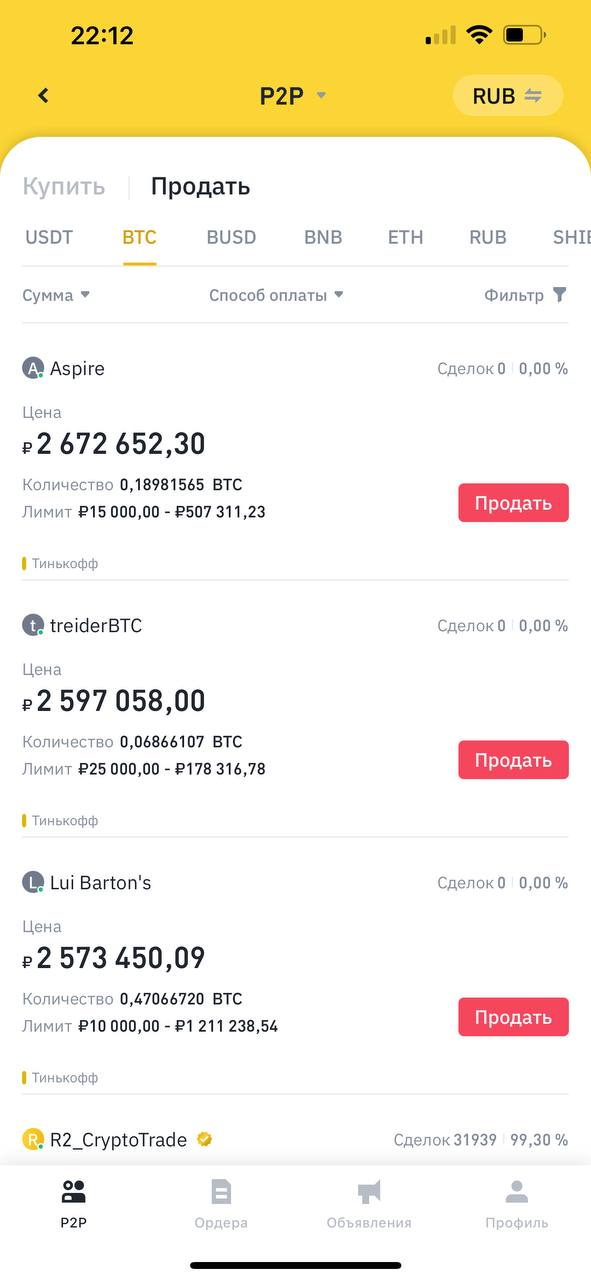 22:12
P2P
RUB
Купить
Продать
USDT BTC BUSD BNB ETH RUB SHIB
Сумма Способ оплаты Фильтр
A Aspire Сделок 0 0,00 %
Цена
₽ 2 672 652,30
Количество 0,18981565 BTC
Лимит ₽15 000,00 - ₽507 311,23
Продать
Тинькофф
t treiderBTC Сделок 0 0,00 %
Цена
₽ 2 597 058,00
Количество 0,06866107 BTC
Лимит ₽25 000,00 - ₽178 316,78
Продать
Тинькофф
L Lui Barton's Сделок 0 0,00 %
Цена
₽ 2 573 450,09
Количество 0,47066720 BTC
Лимит ₽10 000,00 - ₽1 211 238,54
Продать
Тинькофф
R R2_CryptoTrade Сделок 31939 99,30 %
P2P Ордера Объявления Профиль